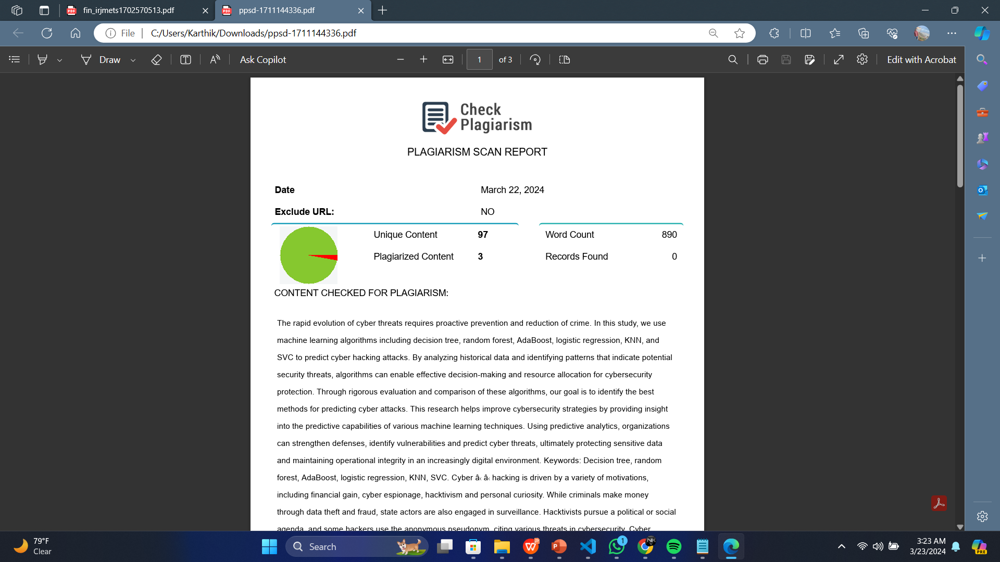 fin_irjmets1702570513.pdf
ppsd-1711144336.pdf
File
C:/Users/Karthik/Downloads/ppsd-1711144336.pdf
Draw
Ask Copilot
1
of 3
Edit with Acrobat
Check
Plagiarism
PLAGIARISM SCAN REPORT
Date March 22, 2024
Exclude URL: NO
Unique Content 97 Word Count 890
Plagiarized Content 3 Records Found 0
CONTENT CHECKED FOR PLAGIARISM:
The rapid evolution of cyber threats requires proactive prevention and reduction of crime. In this study, we use
machine learning algorithms including decision tree, random forest, AdaBoost, logistic regression, KNN, and
SVC to predict cyber hacking attacks. By analyzing historical data and identifying patterns that indicate potential
security threats, algorithms can enable effective decision-making and resource allocation for cybersecurity
protection. Through rigorous evaluation and comparison of these algorithms, our goal is to identify the best
methods for predicting cyber attacks. This research helps improve cybersecurity strategies by providing insight
into the predictive capabilities of various machine learning techniques. Using predictive analytics, organizations
can strengthen defenses, identify vulnerabilities and predict cyber threats, ultimately protecting sensitive data
and maintaining operational integrity in an increasingly digital environment. Keywords: Decision tree, random
forest, AdaBoost, logistic regression, KNN, SVC. Cyber â‹ â‹ hacking is driven by a variety of motivations,
including financial gain, cyber espionage, hacktivism and personal curiosity. While criminals make money
through data theft and fraud, state actors are also engaged in surveillance. Hacktivists pursue a political or social
agenda, and some hackers use the anonymous pseudonym, citing various threats in cybersecurity. Cyber
79°F
Clear
Search
1
3:23 AM
3/23/2024
PRE